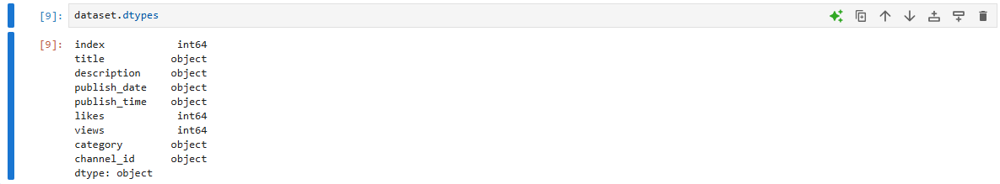 [9]: dataset.dtypes
[9]: index int64
title object
description object
publish_date object
publish_time object
likes int64
views int64
category object
channel_id object
dtype: object